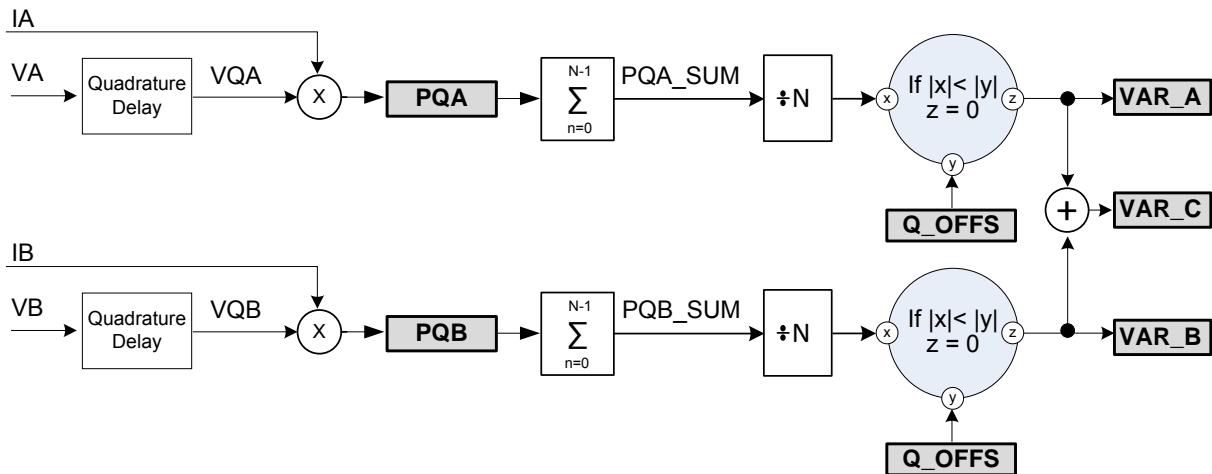 IA
VA
Quadrature
Delay
VQA
X
PQA
N-1
Σ
n=0
PQA_SUM
÷N
x
If |x|< |y|
z = 0
z
y
Q_OFFS
VAR_A
+
VAR_C
IB
VB
Quadrature
Delay
VQB
X
PQB
N-1
Σ
n=0
PQB_SUM
÷N
x
If |x|< |y|
z = 0
z
y
Q_OFFS
VAR_B